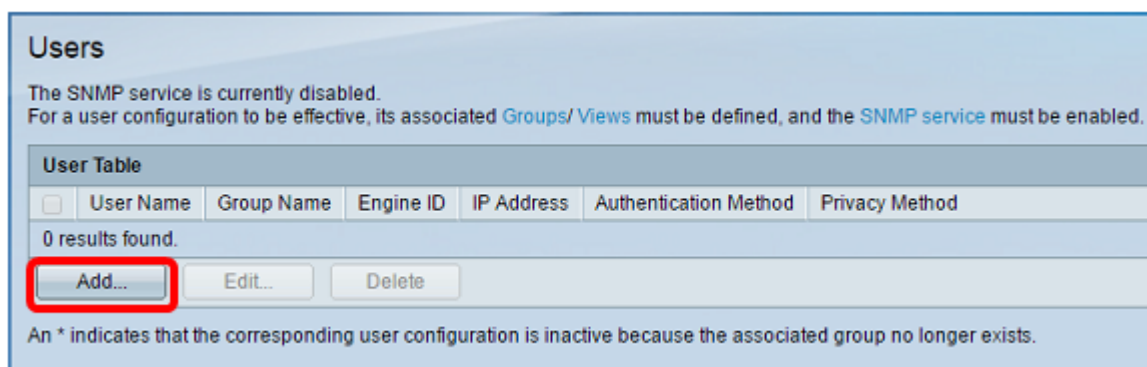 Users
The SNMP service is currently disabled.
For a user configuration to be effective, its associated Groups/ Views must be defined, and the SNMP service must be enabled.
User Table
User Name Group Name Engine ID IP Address Authentication Method Privacy Method
0 results found.
Add... Edit... Delete
An * indicates that the corresponding user configuration is inactive because the associated group no longer exists.